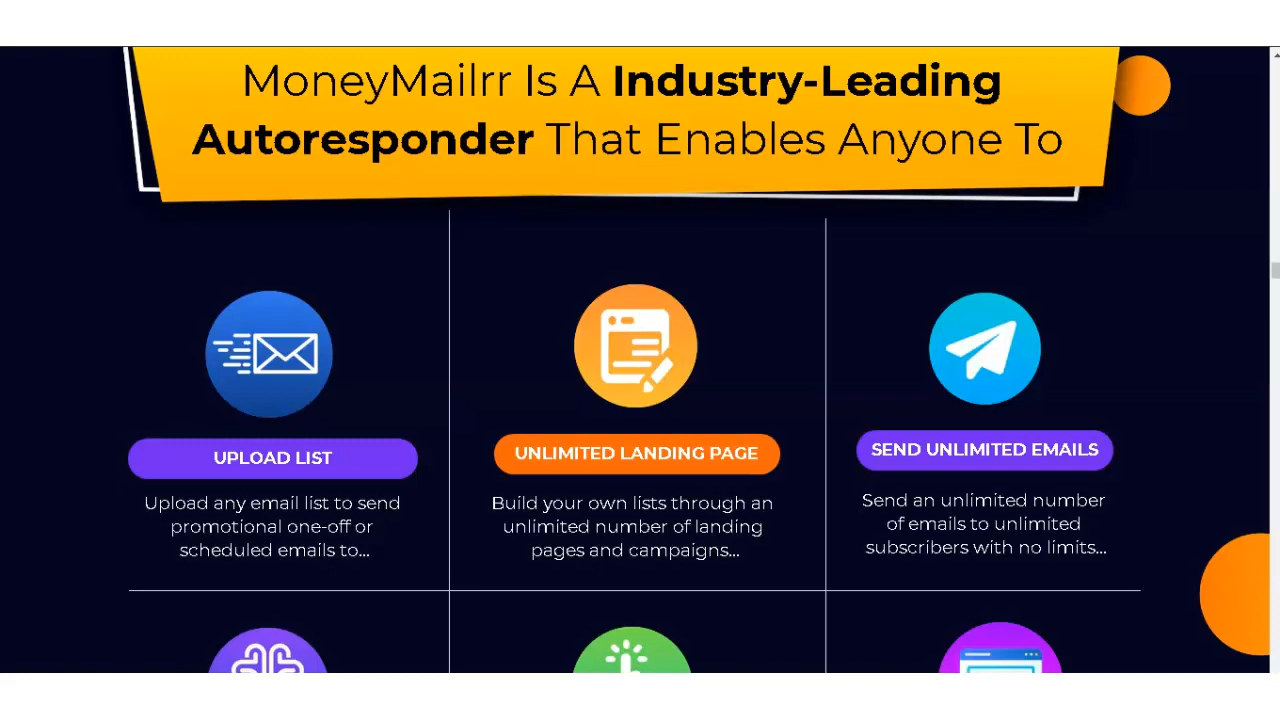 MoneyMailrr Is A Industry-Leading
Autoresponder That Enables Anyone To
UPLOAD LIST
Upload any email list to send
promotional one-off or
scheduled emails to...
UNLIMITED LANDING PAGE
Build your own lists through an
unlimited number of landing
pages and campaigns...
SEND UNLIMITED EMAILS
Send an unlimited number
of emails to unlimited
subscribers with no limits...